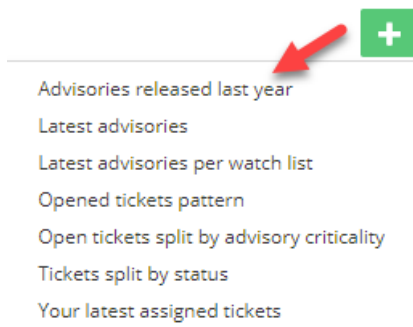 Advisories released last year
Latest advisories
Latest advisories per watch list
Opened tickets pattern
Open tickets split by advisory criticality
Tickets split by status
Your latest assigned tickets